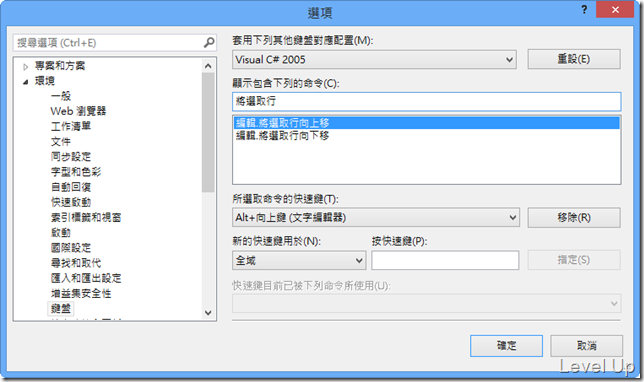 選項
?
搜尋選項 (Ctrl+E)
專案和方案
環境
一般
Web 瀏覽器
工作清單
文件
同步設定
字型和色彩
自動回復
快速啟動
索引標籤和視窗
啟動
國際設定
尋找和取代
匯入和匯出設定
增益集安全性
鍵盤
套用下列其他鍵盤對應配置(M):
Visual C# 2005
重設(E)
顯示包含下列的命令(C):
將選取行
編輯.將選取行向上移
編輯.將選取行向下移
所選取命令的快速鍵(T):
Alt+向上鍵 (文字編輯器)
移除(R)
新的快速鍵用於(N):
按快速鍵(P):
全域
指定(S)
快速鍵目前已被下列命令所使用(U):
確定
取消
Level Up